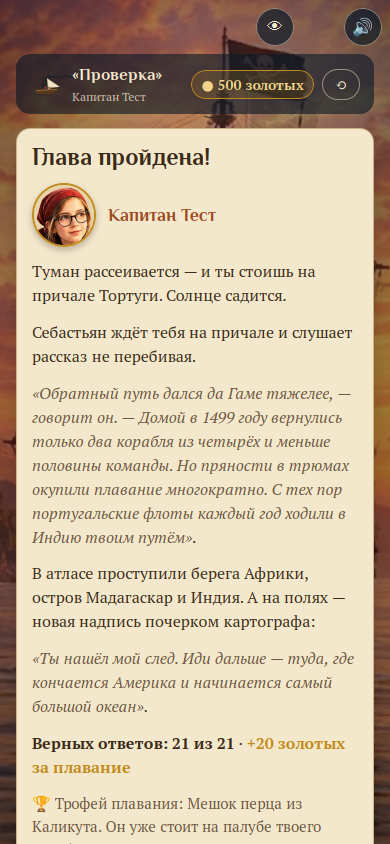 «Проверка»
Капитан Тест
500 золотых
Глава пройдена!
Капитан Тест
Туман рассеивается — и ты стоишь на
причале Тортуги. Солнце садится.
Себастьян ждёт тебя на причале и слушает
рассказ не перебивая.
«Обратный путь дался да Гаме тяжелее, —
говорит он. — Домой в 1499 году вернулись
только два корабля из четырёх и меньше
половины команды. Но пряности в трюмах
окупили плавание многократно. С тех пор
португальские флоты каждый год ходили в
Индию твоим путём».
В атласе проступили берега Африки,
остров Мадагаскар и Индия. А на полях —
новая надпись почерком картографа:
«Ты нашёл мой след. Иди дальше — туда, где
кончается Америка и начинается самый
большой океан».
Верных ответов: 21 из 21 · +20 золотых
за плавание
🏆 Трофей плавания: Мешок перца из
Каликута. Он уже стоит на палубе твоего